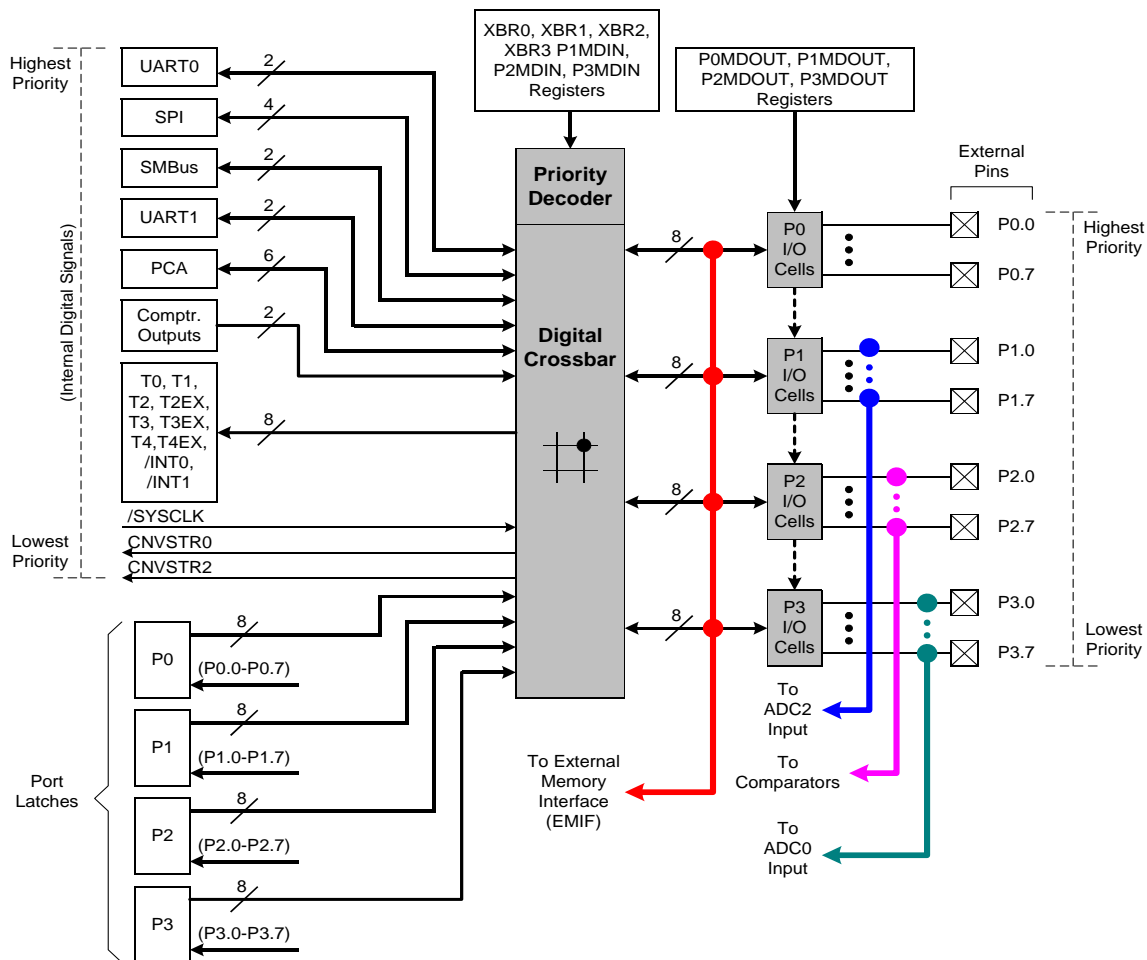 Highest
Priority
(Internal Digital Signals)
Lowest
Priority
UART0
2
SPI
4
SMBus
2
UART1
2
PCA
6
Comptr.
Outputs
2
T0, T1,
T2, T2EX,
T3, T3EX,
T4,T4EX,
/INT0,
/INT1
8
/SYSCLK
CNVSTR0
CNVSTR2
Port
Latches
P0
8
(P0.0-P0.7)
P1
8
(P1.0-P1.7)
P2
8
(P2.0-P2.7)
P3
8
(P3.0-P3.7)
XBR0, XBR1, XBR2,
XBR3 P1MDIN,
P2MDIN, P3MDIN
Registers
P0MDOUT, P1MDOUT,
P2MDOUT, P3MDOUT
Registers
Priority
Decoder
Digital
Crossbar
8
8
8
8
To External
Memory
Interface
(EMIF)
P0
I/O
Cells
P1
I/O
Cells
P2
I/O
Cells
P3
I/O
Cells
To
ADC2
Input
To
Comparators
To
ADC0
Input
External
Pins
P0.0
P0.7
P1.0
P1.7
P2.0
P2.7
P3.0
P3.7
Highest
Priority
Lowest
Priority